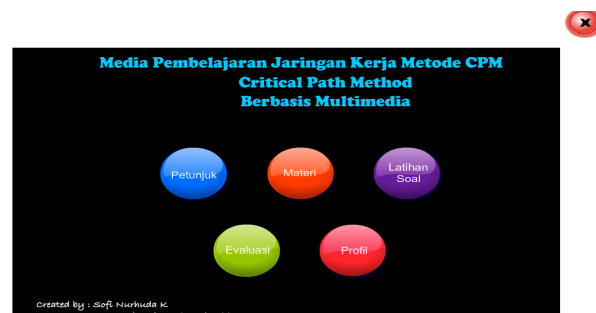 Media Pembelajaran Jaringan Kerja Metode CPM
Critical Path Method
Berbasis Multimedia
Petunjuk
Materi
Latihan
Soal
Evaluasi
Profil
Created by : Sofi Nurhuda K